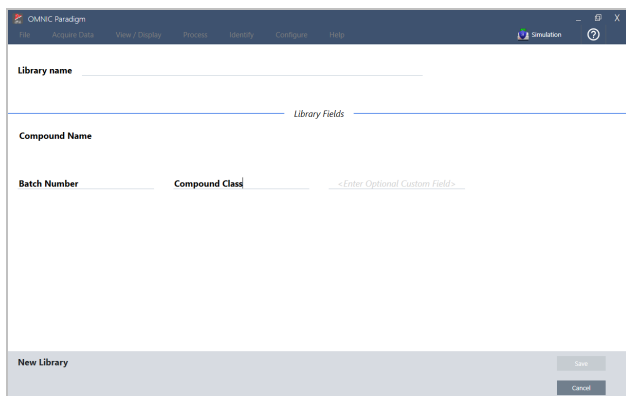 OMNIC Paradigm
File Acquire Data View / Display Process Identify Configure Help Simulation
Library name
Library Fields
Compound Name
Batch Number Compound Class <Enter Optional Custom Field>
New Library Save
Cancel